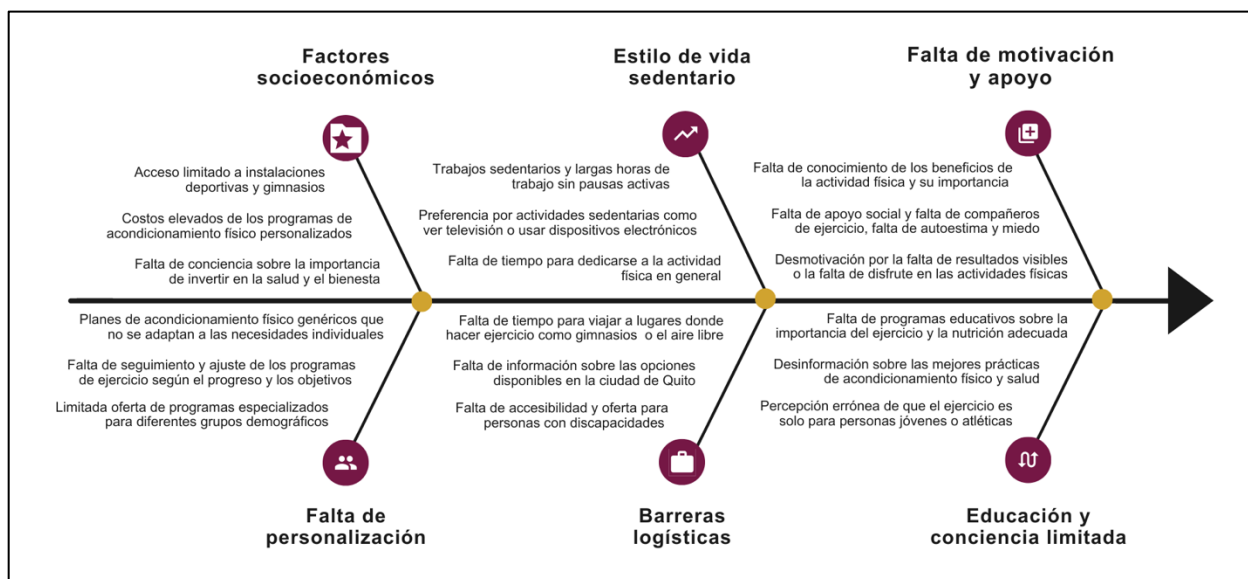 Factores
socioeconómicos
Acceso limitado a instalaciones
deportivas y gimnasios
Costos elevados de los programas de
acondicionamiento físico personalizados
Falta de conciencia sobre la importancia
de invertir en la salud y el bienesta
Estilo de vida
sedentario
Trabajos sedentarios y largas horas de
trabajo sin pausas activas
Preferencia por actividades sedentarias como
ver televisión o usar dispositivos electrónicos
Falta de tiempo para dedicarse a la actividad
física en general
Falta de motivación
y apoyo
Falta de conocimiento de los beneficios de
la actividad física y su importancia
Falta de apoyo social y falta de compañeros
de ejercicio, falta de autoestima y miedo
Desmotivación por la falta de resultados visibles
o la falta de disfrute en las actividades físicas
Planes de acondicionamiento físico genéricos que
no se adaptan a las necesidades individuales
Falta de seguimiento y ajuste de los programas
de ejercicio según el progreso y los objetivos
Limitada oferta de programas especializados
para diferentes grupos demográficos
Falta de
personalización
Falta de tiempo para viajar a lugares donde
hacer ejercicio como gimnasios o el aire libre
Falta de información sobre las opciones
disponibles en la ciudad de Quito
Falta de accesibilidad y oferta para
personas con discapacidades
Barreras
logísticas
Falta de programas educativos sobre la
importancia del ejercicio y la nutrición adecuada
Desinformación sobre las mejores prácticas
de acondicionamiento físico y salud
Percepción errónea de que el ejercicio es
solo para personas jóvenes o atléticas
Educación y
conciencia limitada